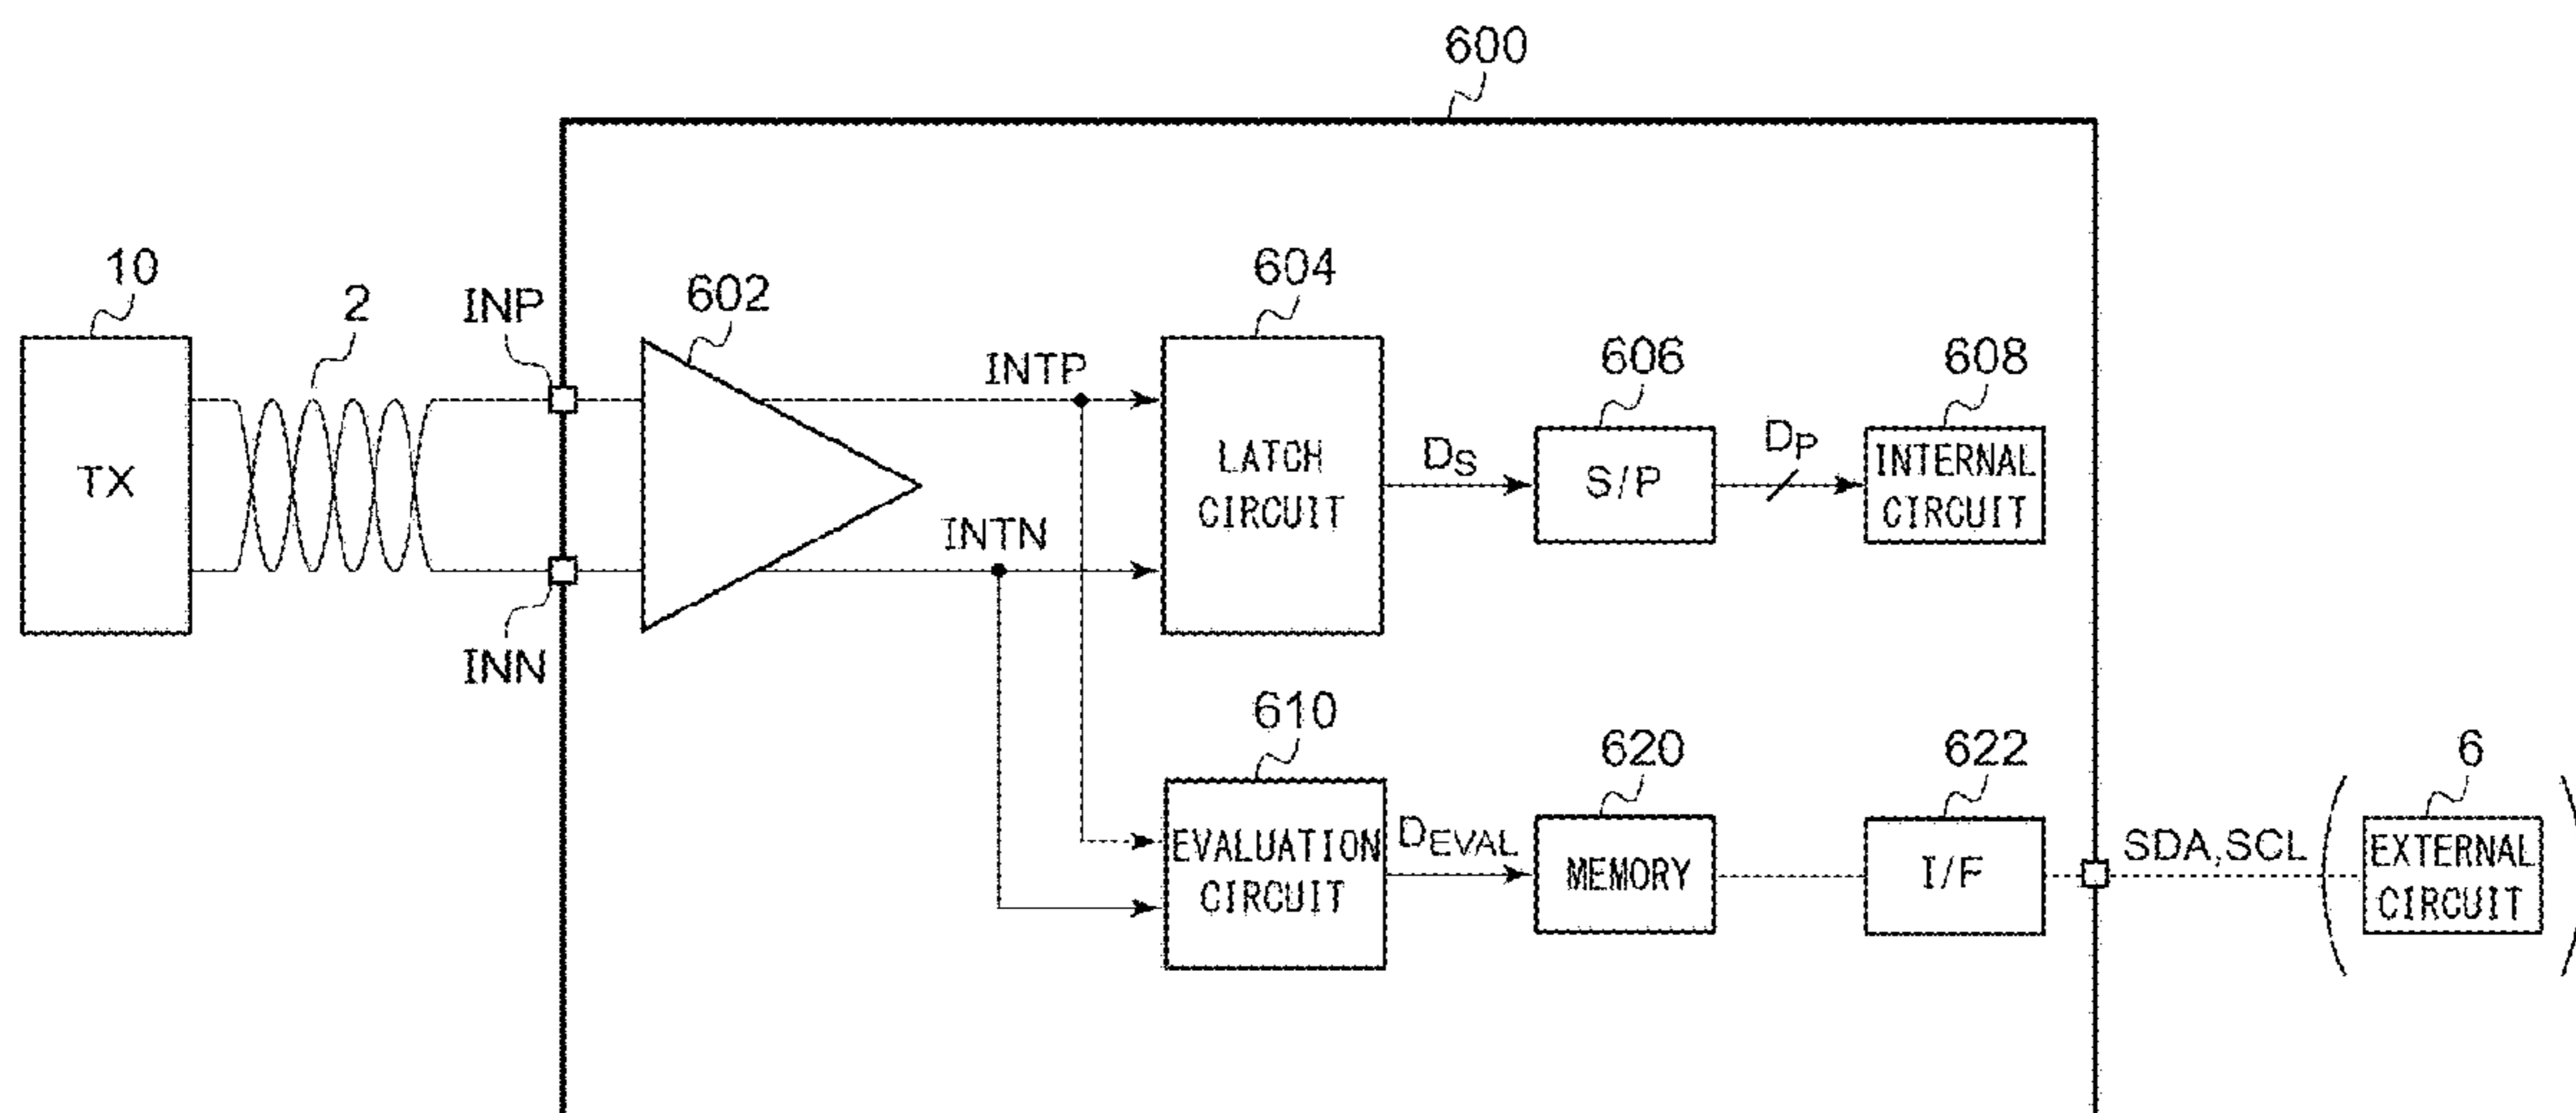 600
10
2
INP
602
604
606
608
INTP
TX
LATCH
CIRCUIT
DS
S/P
DP
INTERNAL
CIRCUIT
INTN
INN
610
620
622
6
EVALUATION
CIRCUIT
DEVAL
MEMORY
I/F
SDA,SCL
EXTERNAL
CIRCUIT